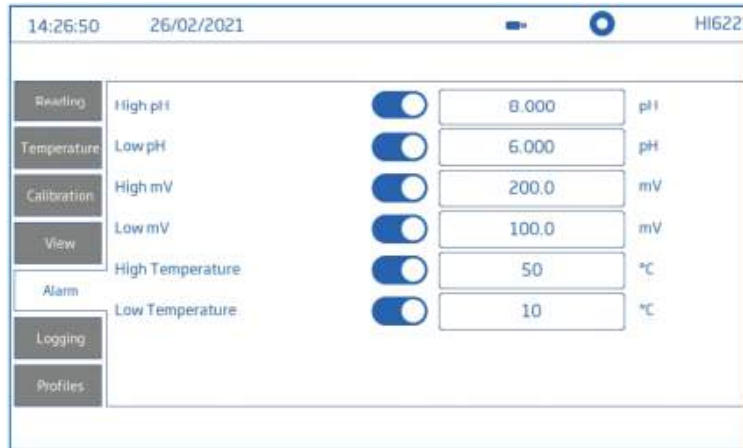 14:26:50 26/02/2021 HI622
Reading
Temperature
Calibration
View
Alarm
Logging
Profiles
High pH 8.000 pH
Low pH 6.000 pH
High mV 200.0 mV
Low mV 100.0 mV
High Temperature 50 °C
Low Temperature 10 °C